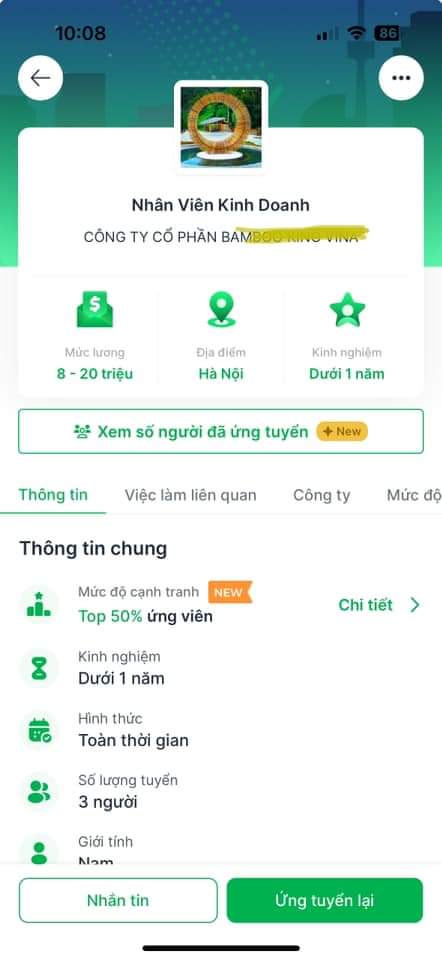 10:08
86
Nhân Viên Kinh Doanh
CÔNG TY CỔ PHẦN BAMBOO KING VINA
Mức lương
Địa điểm
Kinh nghiệm
8 - 20 triệu
Hà Nội
Dưới 1 năm
Xem số người đã ứng tuyển
New
Thông tin
Việc làm liên quan
Công ty
Mức độ
Thông tin chung
Mức độ cạnh tranh
NEW
Top 50% ứng viên
Chi tiết
Kinh nghiệm
Dưới 1 năm
Hình thức
Toàn thời gian
Số lượng tuyển
3 người
Giới tính
Nam
Nhắn tin
Ứng tuyển lại